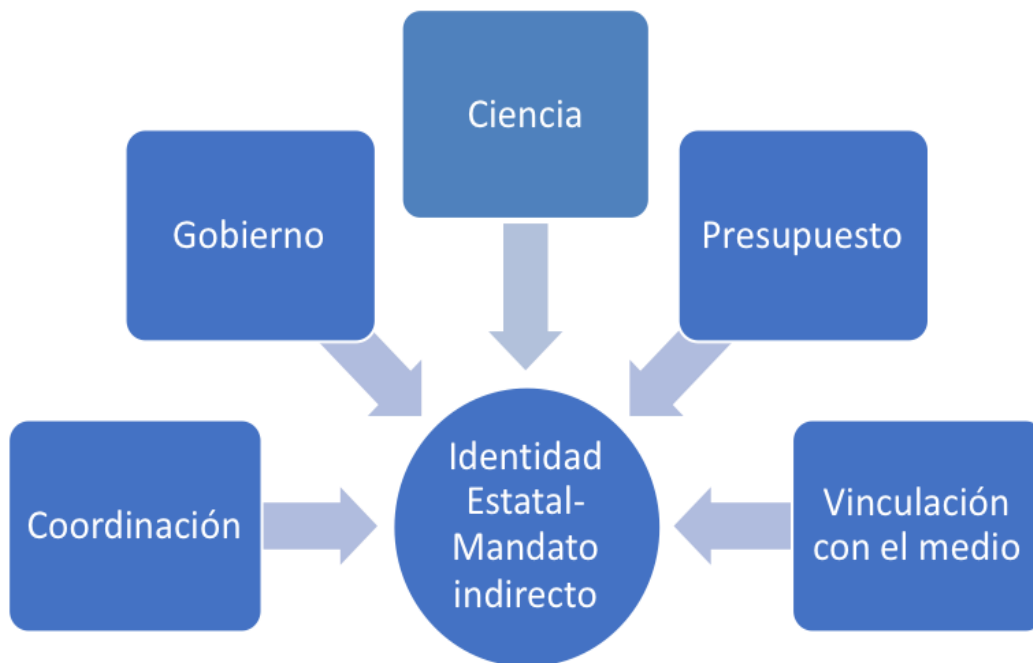 Ciencia
Gobierno
Presupuesto
Coordinación
Identidad
Estatal-
Mandato
indirecto
Vinculación
con el medio